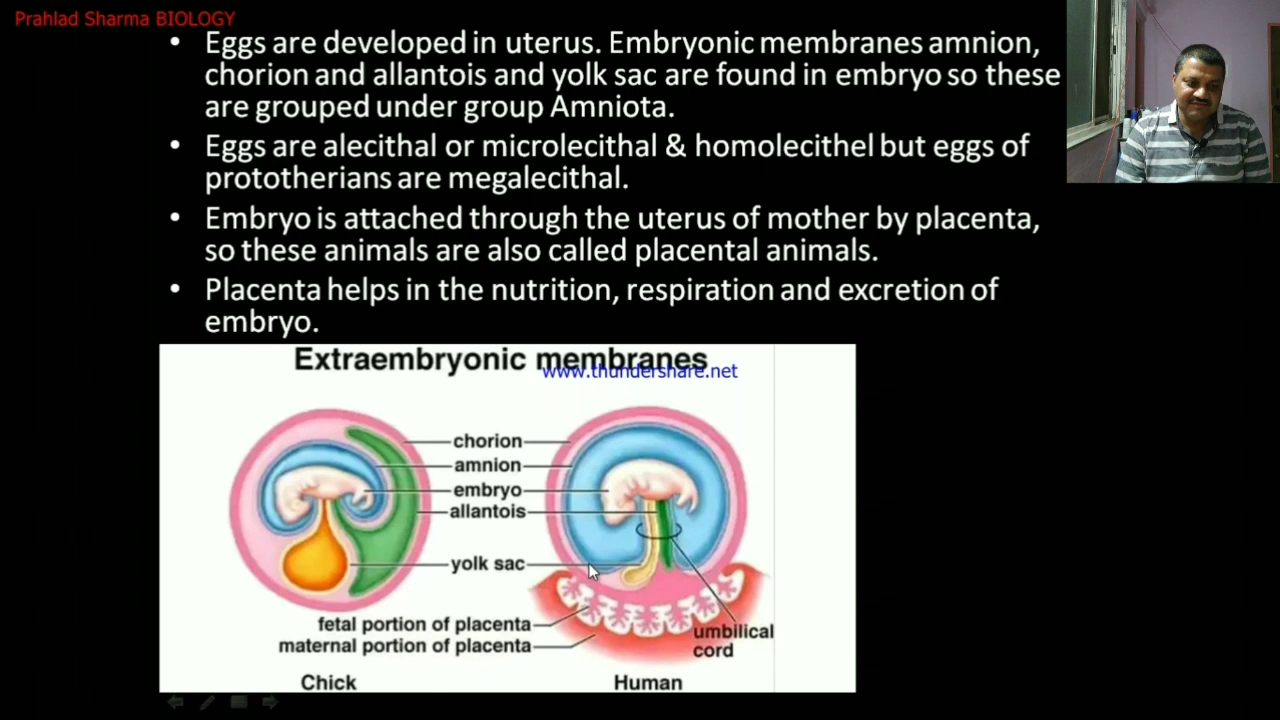 Prahlad Sharma BIOLOGY
• Eggs are developed in uterus. Embryonic membranes amnion,
chorion and allantois and yolk sac are found in embryo so these
are grouped under group Amniota.
• Eggs are alecithal or microlecithal & homolecithel but eggs of
prototherians are megalecithal.
• Embryo is attached through the uterus of mother by placenta,
so these animals are also called placental animals.
• Placenta helps in the nutrition, respiration and excretion of
embryo.
Extraembryonic membranes
www.thundershare.net
chorion
amnion
embryo
allantois
yolk sac
fetal portion of placenta
maternal portion of placenta
umbilical
cord
Chick
Human